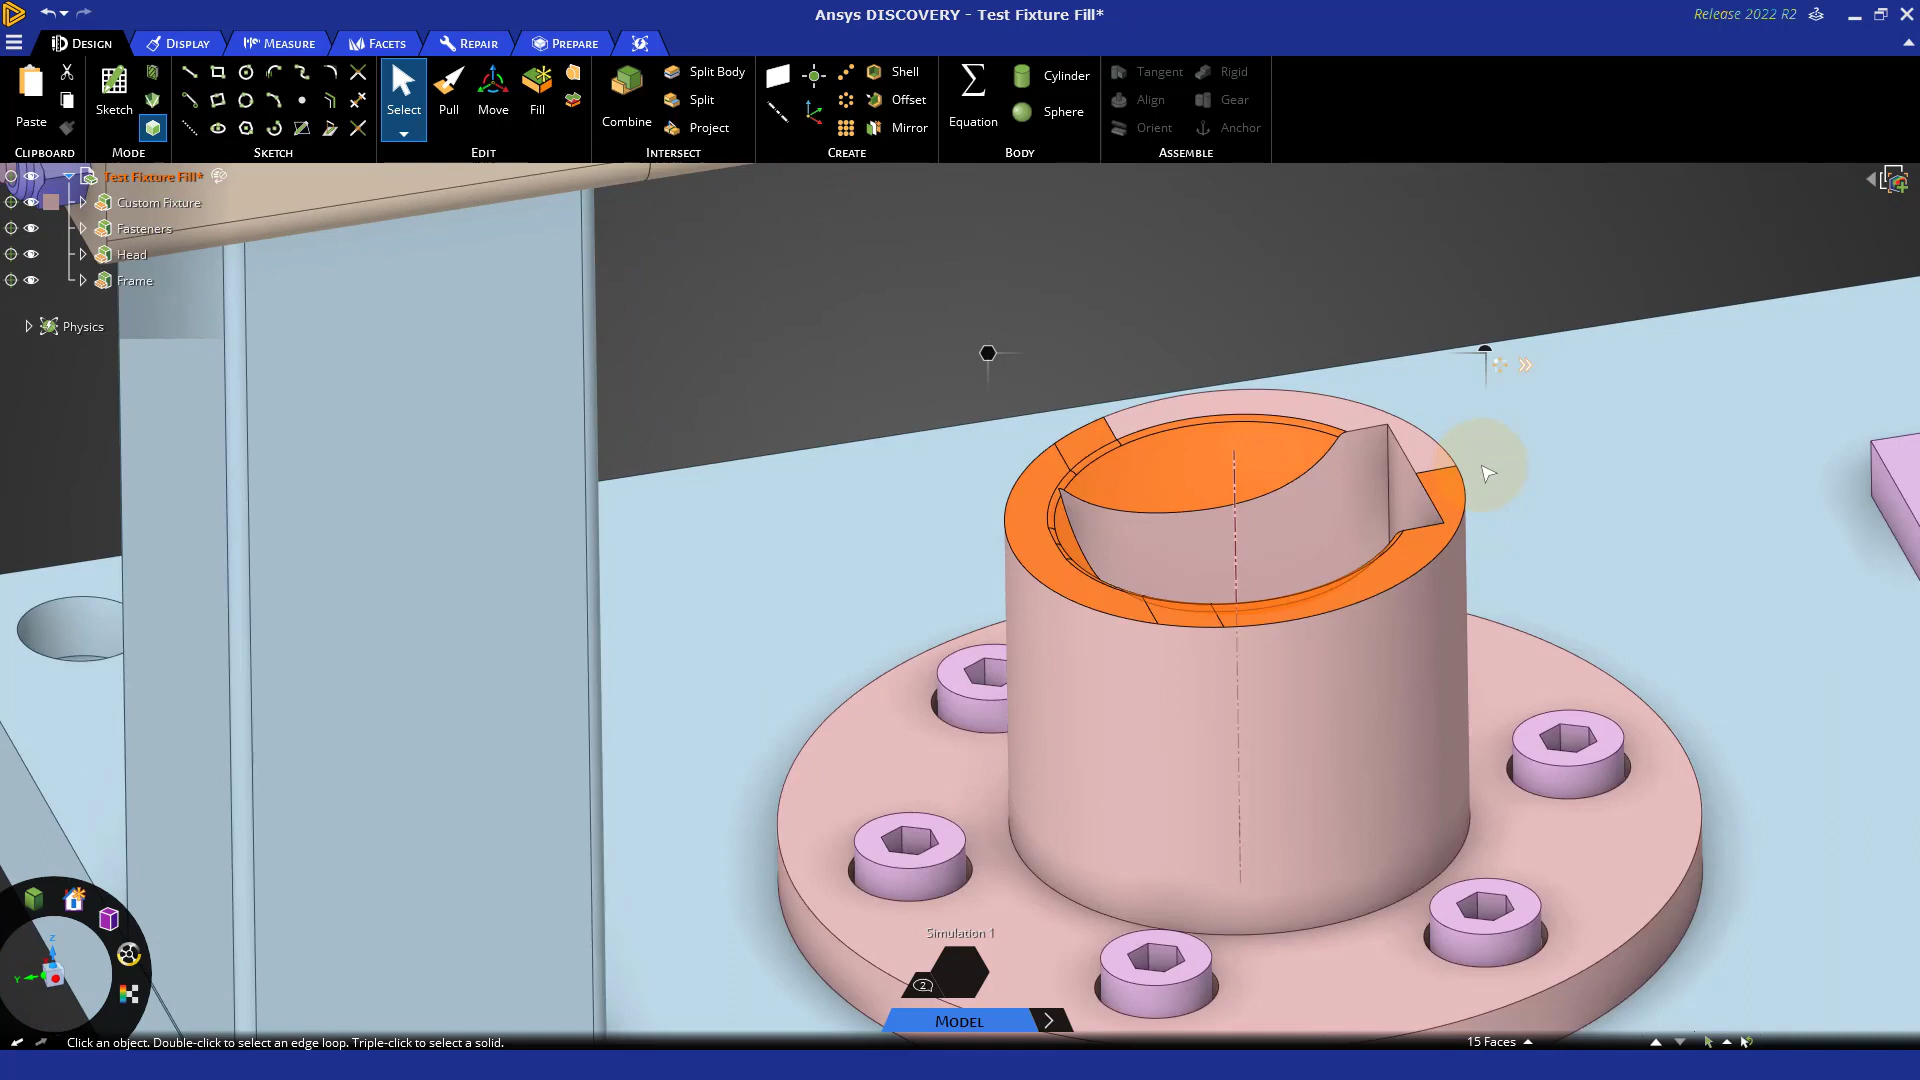 Ansys DISCOVERY - Test Fixture Fill*
Release 2022 R2
DESIGN
DISPLAY
MEASURE
FACETS
REPAIR
PREPARE
Paste
CLIPBOARD
Sketch
MODE
SKETCH
Select
Pull
Move
Fill
EDIT
Combine
Split Body
Split
Project
INTERSECT
Shell
Offset
Mirror
CREATE
Equation
Cylinder
Sphere
BODY
Tangent
Rigid
Align
Gear
Orient
Anchor
ASSEMBLE
Test Fixture Fill*
Custom Fixture
Fasteners
Head
Frame
Physics
Z
Y
Simulation 1
2
MODEL
Click an object. Double-click to select an edge loop. Triple-click to select a solid.
15 Faces